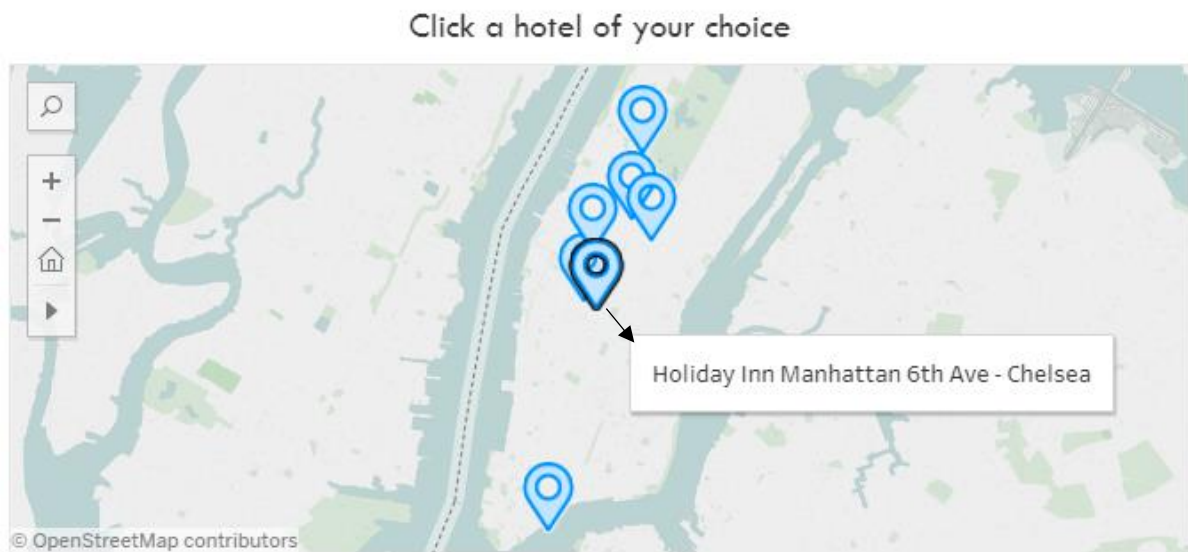 Click a hotel of your choice
Holiday Inn Manhattan 6th Ave - Chelsea
© OpenStreetMap contributors